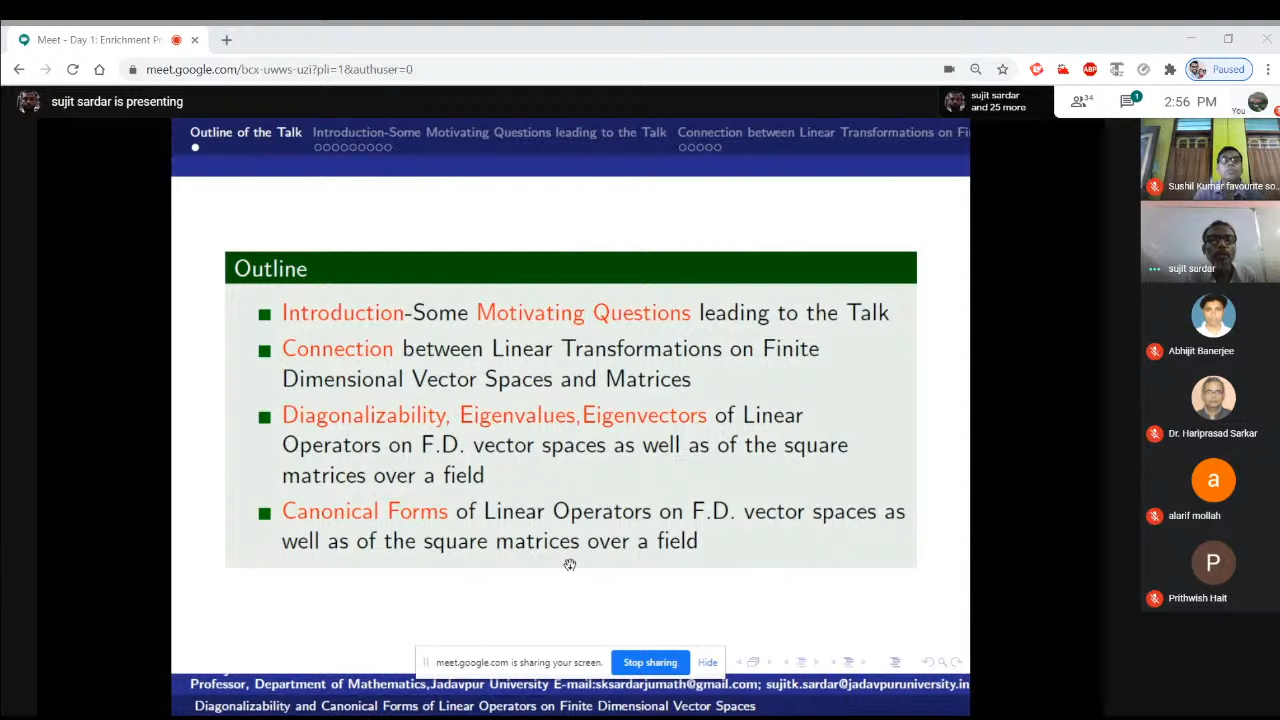 Meet - Day 1: Enrichment Pr
meet.google.com/bcx-uwws-uzi?pli=1&authuser=0
ABP
Paused
sujit sardar is presenting
sujit sardar
and 25 more
34
1
2:56 PM
You
Outline of the Talk
Introduction-Some Motivating Questions leading to the Talk
Connection between Linear Transformations on Fi
Outline
Introduction-Some Motivating Questions leading to the Talk
Connection between Linear Transformations on Finite
Dimensional Vector Spaces and Matrices
Diagonalizability, Eigenvalues,Eigenvectors of Linear
Operators on F.D. vector spaces as well as of the square
matrices over a field
Canonical Forms of Linear Operators on F.D. vector spaces as
well as of the square matrices over a field
meet.google.com is sharing your screen.
Stop sharing
Hide
Professor, Department of Mathematics,Jadavpur University E-mail:sksardarjumath@gmail.com; sujitk.sardar@jadavpuruniversity.in
Diagonalizability and Canonical Forms of Linear Operators on Finite Dimensional Vector Spaces
Sushil Kumar favourite so...
sujit sardar
Abhijit Banerjee
Dr. Hariprasad Sarkar
a
alarif mollah
P
Prithwish Hait